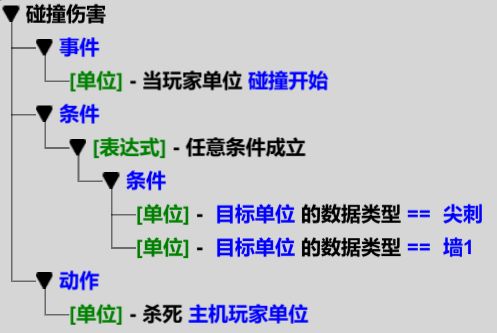 碰撞伤害
事件
[单位] - 当玩家单位 碰撞开始
条件
[表达式] - 任意条件成立
条件
[单位] - 目标单位 的数据类型 == 尖刺
[单位] - 目标单位 的数据类型 == 墙1
动作
[单位] - 杀死 主机玩家单位